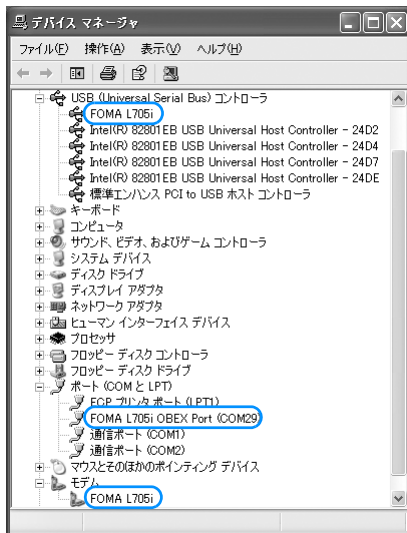 デバイス マネージャ
ファイル(F) 操作(A) 表示(V) ヘルプ(H)
USB (Universal Serial Bus) コントローラ
FOMA L705i
Intel(R) 82801EB USB Universal Host Controller - 24D2
Intel(R) 82801EB USB Universal Host Controller - 24D4
Intel(R) 82801EB USB Universal Host Controller - 24D7
Intel(R) 82801EB USB Universal Host Controller - 24DE
標準エンハンス PCI to USB ホスト コントローラ
キーボード
コンピュータ
サウンド、ビデオ、およびゲーム コントローラ
システム デバイス
ディスク ドライブ
ディスプレイ アダプタ
ネットワーク アダプタ
ヒューマン インターフェイス デバイス
プロセッサ
フロッピー ディスク コントローラ
フロッピー ディスク ドライブ
ポート (COM と LPT)
ECP プリンタ ポート (LPT1)
FOMA L705i OBEX Port (COM29)
通信ポート (COM1)
通信ポート (COM2)
マウスとそのほかのポインティング デバイス
モデム
FOMA L705i